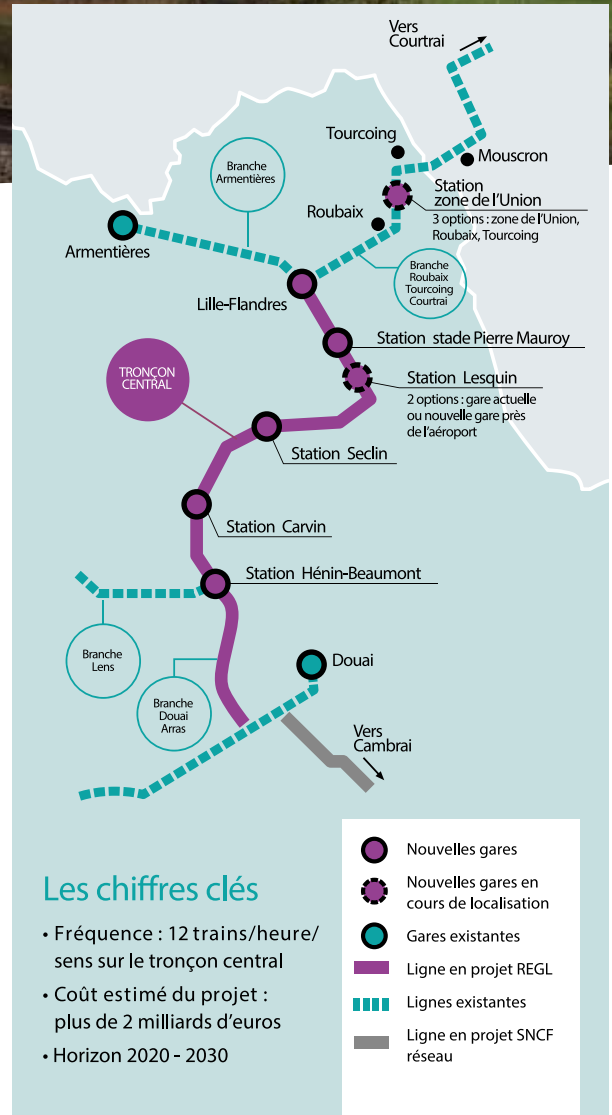 Vers
Courtrai
Tourcoing
Mouscron
Branche
Armentières
Station
zone de l'Union
3 options : zone de l'Union,
Roubaix, Tourcoing
Roubaix
Armentières
Branche
Roubaix
Tourcoing
Courtrai
Lille-Flandres
Station stade Pierre Mauroy
TRONÇON
CENTRAL
Station Lesquin
2 options : gare actuelle
ou nouvelle gare près
de l'aéroport
Station Seclin
Station Carvin
Station Hénin-Beaumont
Branche
Lens
Douai
Branche
Douai
Arras
Vers
Cambrai
Les chiffres clés
• Fréquence : 12 trains/heure/
sens sur le tronçon central
• Coût estimé du projet :
plus de 2 milliards d'euros
• Horizon 2020 - 2030
Nouvelles gares
Nouvelles gares en
cours de localisation
Gares existantes
Ligne en projet REGL
Lignes existantes
Ligne en projet SNCF
réseau